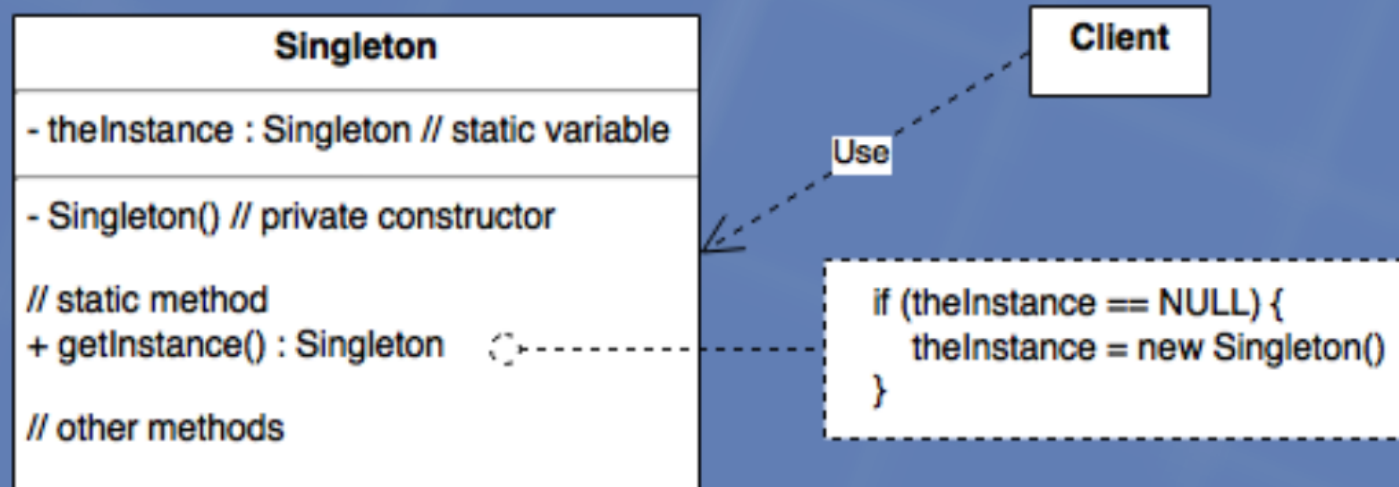 Singleton
- theInstance : Singleton // static variable
- Singleton() // private constructor
// static method
+ getInstance() : Singleton
// other methods
Client
Use
if (theInstance == NULL) {
theInstance = new Singleton()
}